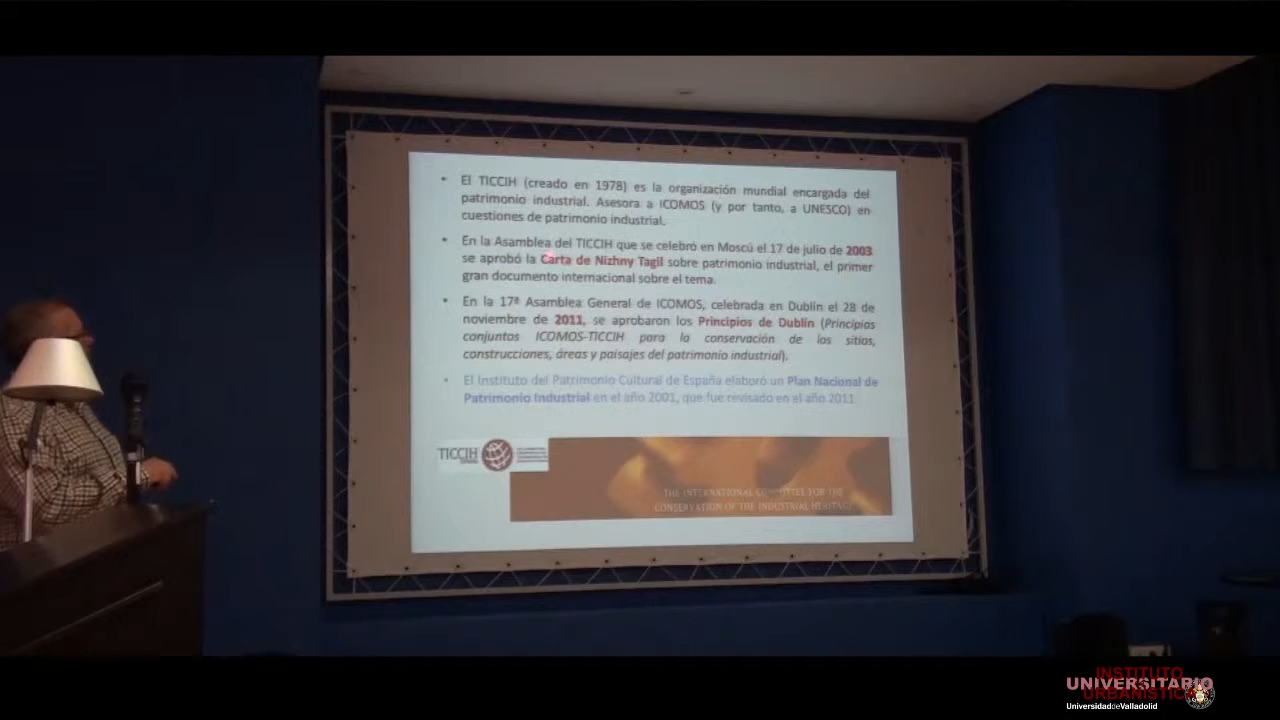 • El TICCIH (creado en 1978) es la organización mundial encargada del
patrimonio industrial. Asesora a ICOMOS (y por tanto, a UNESCO) en
cuestiones de patrimonio industrial.
• En la Asamblea del TICCIH que se celebró en Moscú el 17 de julio de 2003
se aprobó la Carta de Nizhny Tagil sobre patrimonio industrial, el primer
gran documento internacional sobre el tema.
• En la 17ª Asamblea General de ICOMOS, celebrada en Dublín el 28 de
noviembre de 2011, se aprobaron los Principios de Dublín (Principios
conjuntos ICOMOS-TICCIH para la conservación de los sitios,
construcciones, áreas y paisajes del patrimonio industrial).
• El Instituto del Patrimonio Cultural de España elaboró un Plan Nacional de
Patrimonio Industrial en el año 2001, que fue revisado en el año 2011
TICCIH
THE INTERNATIONAL COMMITTEE FOR THE
CONSERVATION OF THE INDUSTRIAL HERITAGE
INSTITUTO
UNIVERSITARIO
URBANÍSTICA
UniversidaddeValladolid